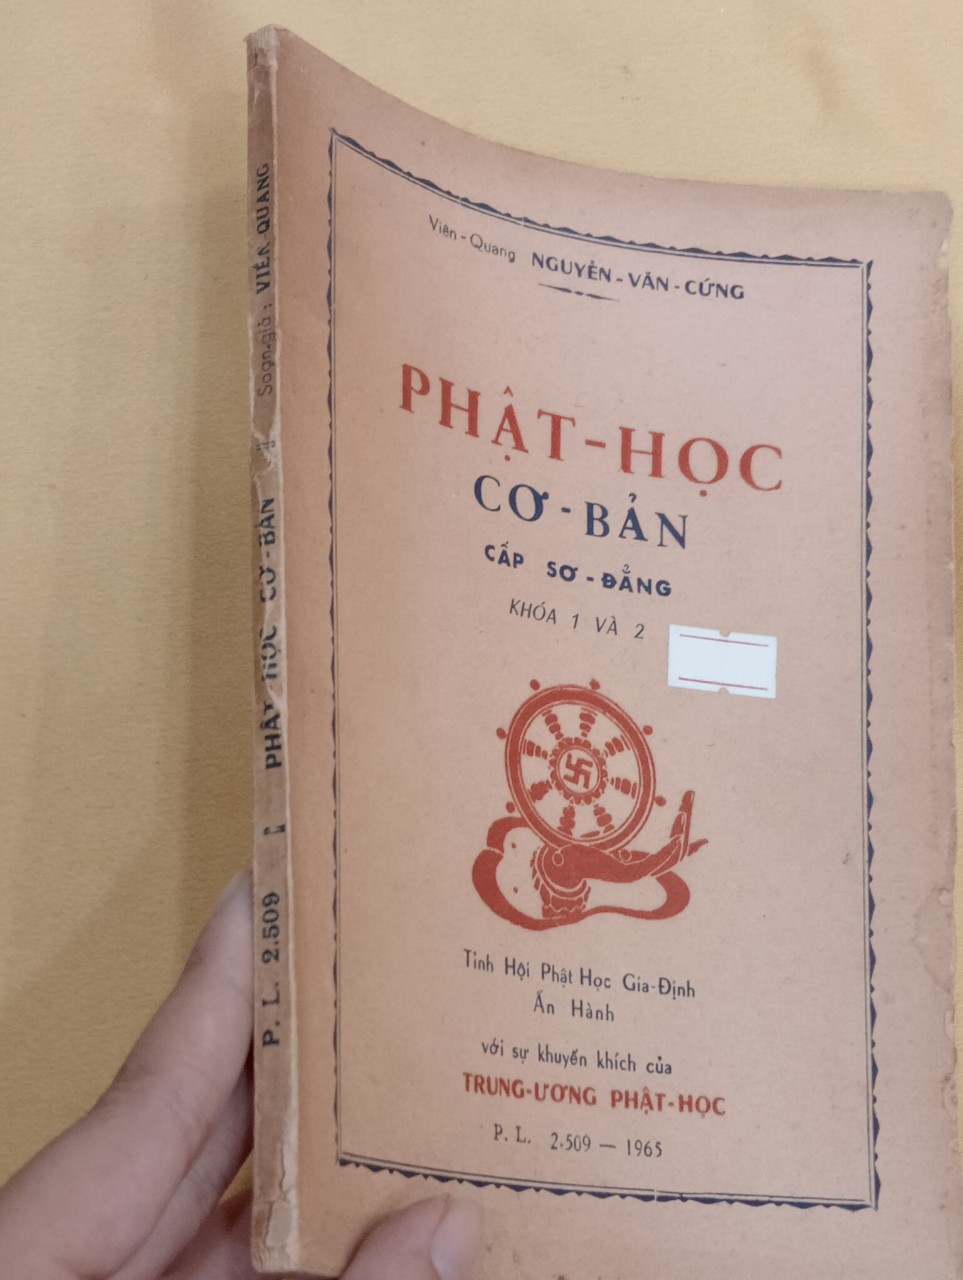 Viên-Quang NGUYỄN-VĂN-CỨNG
PHẬT-HỌC
CƠ-BẢN
CẤP SƠ-ĐẲNG
KHÓA 1 VÀ 2
Tỉnh Hội Phật Học Gia-Định
Ấn Hành
với sự khuyến khích của
TRUNG-ƯƠNG PHẬT-HỌC
P. L. 2.509 — 1965
P. L. 2.509 PHẬT HỌC CƠ-BẢN Soạn-giả : VIÊN QUANG